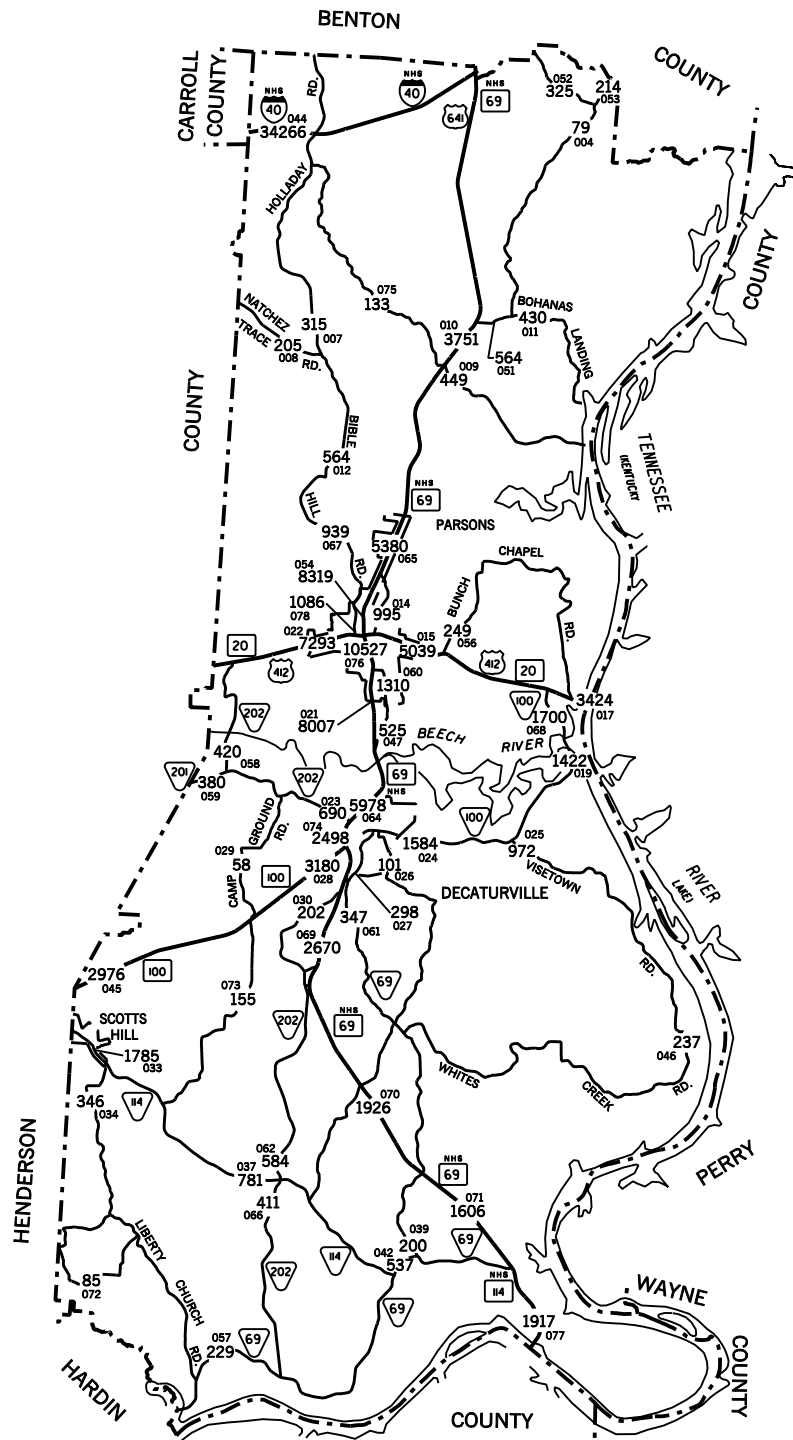 BENTON
COUNTY
CARROLL
COUNTY
RD.
NHS
40
044
34266
NHS
40
NHS
69
641
052
325
214
053
79
004
HOLLADAY
COUNTY
075
133
NATCHEZ
TRACE
RD.
315
007
205
008
010
3751
BOHANAS
430
011
LANDING
564
051
009
449
COUNTY
BIBLE
564
012
HILL
TENNESSEE
(KENTUCKY
NHS
69
PARSONS
939
067
RD.
5380
065
054
8319
CHAPEL
BUNCH
RD.
1086
078
014
995
022
7293
20
412
10527
076
015
5039
249
056
412
20
060
1310
100
3424
017
1700
068
021
8007
525
047
BEECH
RIVER
202
420
058
1422
019
201
380
059
202
69
NHS
023
690
5978
064
GROUND
RD.
074
2498
100
1584
024
025
972
029
58
CAMP
100
3180
028
101
026
VISETOWN
DECATURVILLE
RIVER
LAKE)
030
202
347
061
298
027
069
2670
RD.
2976
045
100
073
155
69
202
NHS
69
SCOTTS
HILL
1785
033
237
046
WHITES
CREEK
RD.
346
034
114
070
1926
HENDERSON
PERRY
062
584
037
781
NHS
69
411
066
071
1606
LIBERTY
CHURCH
RD.
039
200
69
042
537
114
202
85
072
NHS
114
WAYNE
COUNTY
69
1917
077
057
229
69
HARDIN
COUNTY